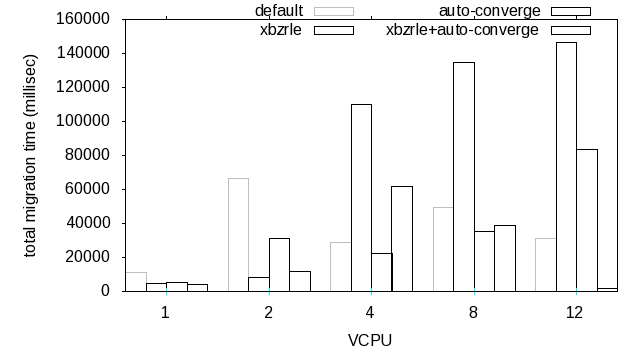 default
auto-converge
xbzrle
xbzrle+auto-converge
160000
140000
120000
100000
80000
60000
40000
20000
0
total migration time (millisec)
1 2 4 8 12
VCPU